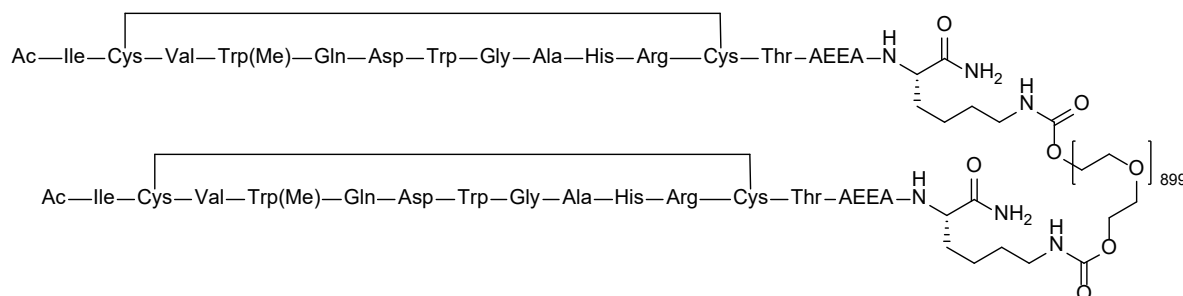 O
Ac—Ile—Cys—Val—Trp(Me)—Gln—Asp—Trp—Gly—Ala—His—Arg—Cys—Thr—AEEA—N
H
NH2
H
N
O
O
O
899
O
Ac—Ile—Cys—Val—Trp(Me)—Gln—Asp—Trp—Gly—Ala—His—Arg—Cys—Thr—AEEA—N
H
NH2
H
N
O
O